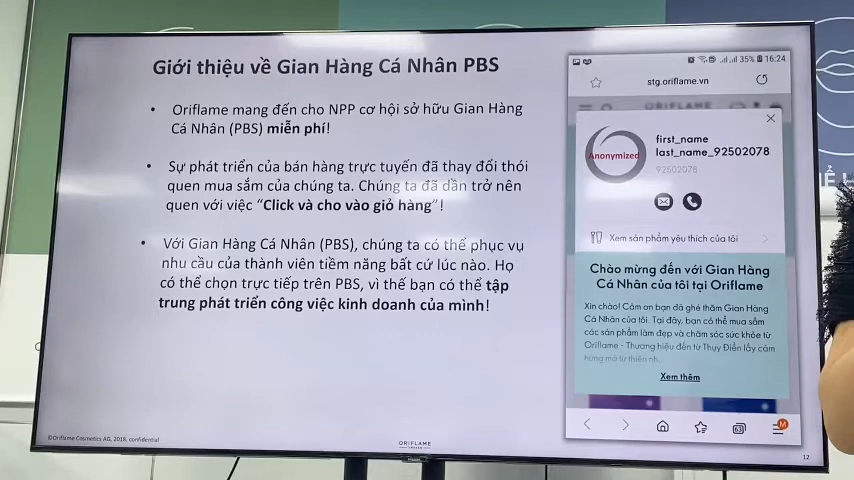 Giới thiệu về Gian Hàng Cá Nhân PBS
• Oriflame mang đến cho NPP cơ hội sở hữu Gian Hàng
Cá Nhân (PBS) miễn phí!
• Sự phát triển của bán hàng trực tuyến đã thay đổi thói
quen mua sắm của chúng ta. Chúng ta đã dần trở nên
quen với việc “Click và cho vào giỏ hàng”!
• Với Gian Hàng Cá Nhân (PBS), chúng ta có thể phục vụ
nhu cầu của thành viên tiềm năng bất cứ lúc nào. Họ
có thể chọn trực tiếp trên PBS, vì thế bạn có thể tập
trung phát triển công việc kinh doanh của mình!
35% 16:24
stg.oriflame.vn
ORIFLAME
Anonymized
first_name
last_name_92502078
92502078
Xem sản phẩm yêu thích của tôi
Chào mừng đến với Gian Hàng
Cá Nhân của tôi tại Oriflame
Xin chào! Cảm ơn bạn đã ghé thăm Gian Hàng
Cá Nhân của tôi. Tại đây, bạn có thể mua sắm
các sản phẩm làm đẹp và chăm sóc sức khỏe từ
Oriflame - Thương hiệu đến từ Thụy Điển lấy cảm
hứng mở từ thiên nh..
Xem thêm
63
M
©Oriflame Cosmetics AG, 2018, confidential
ORIFLAME
12